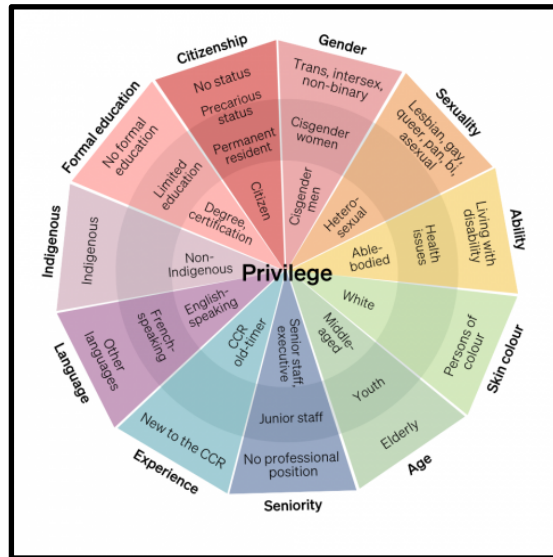 Citizenship
No status
Precarious
status
Permanent
resident
Citizen
Gender
Trans, intersex,
non-binary
Cisgender
women
Cisgender
men
Sexuality
Lesbian, gay,
queer, pan, bi,
asexual
Hetero-
sexual
Ability
Living with
disability
Health
issues
Able-
bodied
Skin colour
Persons of
colour
White
Age
Elderly
Youth
Middle-
aged
Seniority
No professional
position
Junior staff
Senior staff,
executive
Experience
New to the CCR
CCR
old-timer
Language
Other
languages
French-
speaking
English-
speaking
Indigenous
Indigenous
Non-
Indigenous
Formal education
No formal
education
Limited
education
Degree,
certification
Privilege